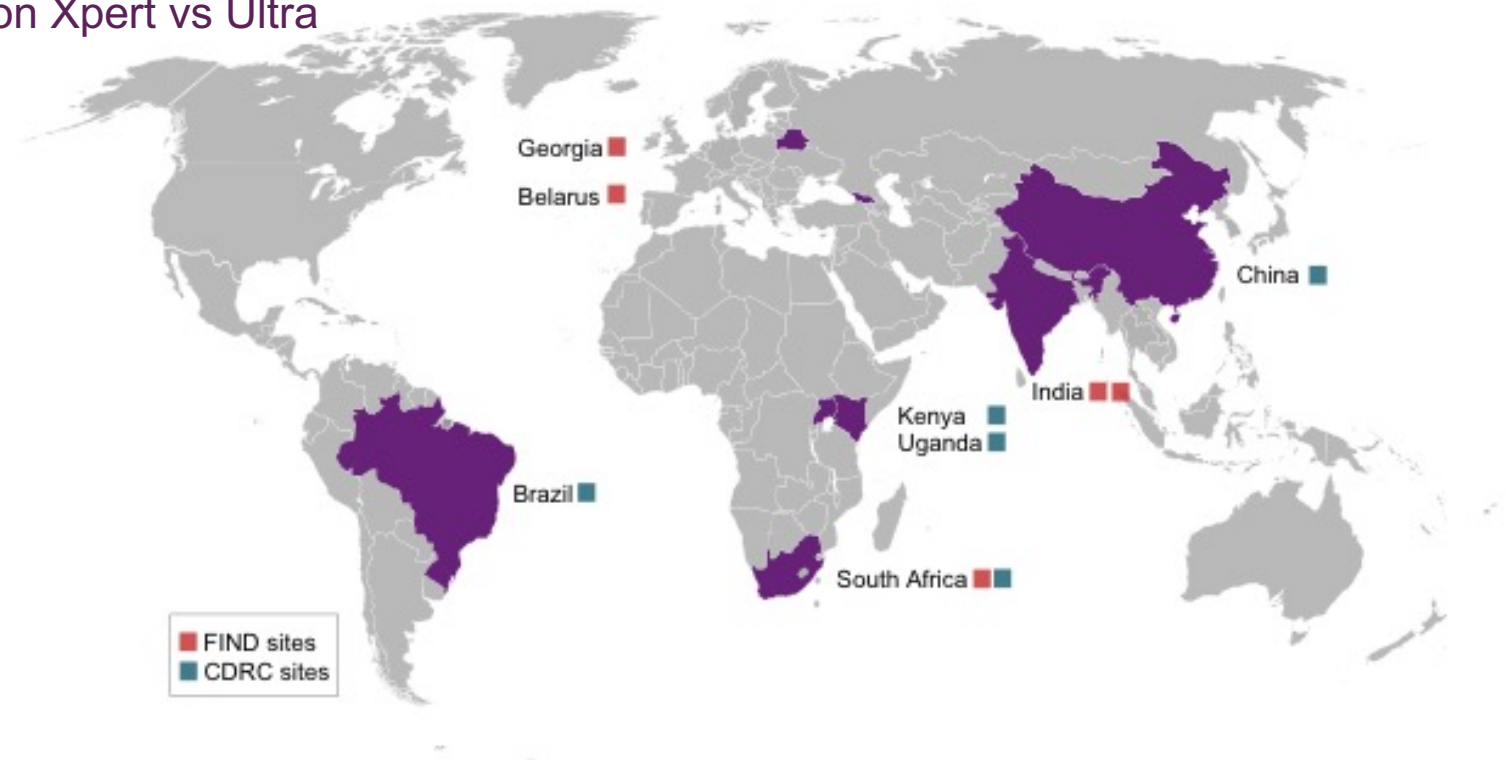 on Xpert vs Ultra
Georgia
Belarus
China
India
Kenya
Uganda
Brazil
South Africa
FIND sites
CDRC sites